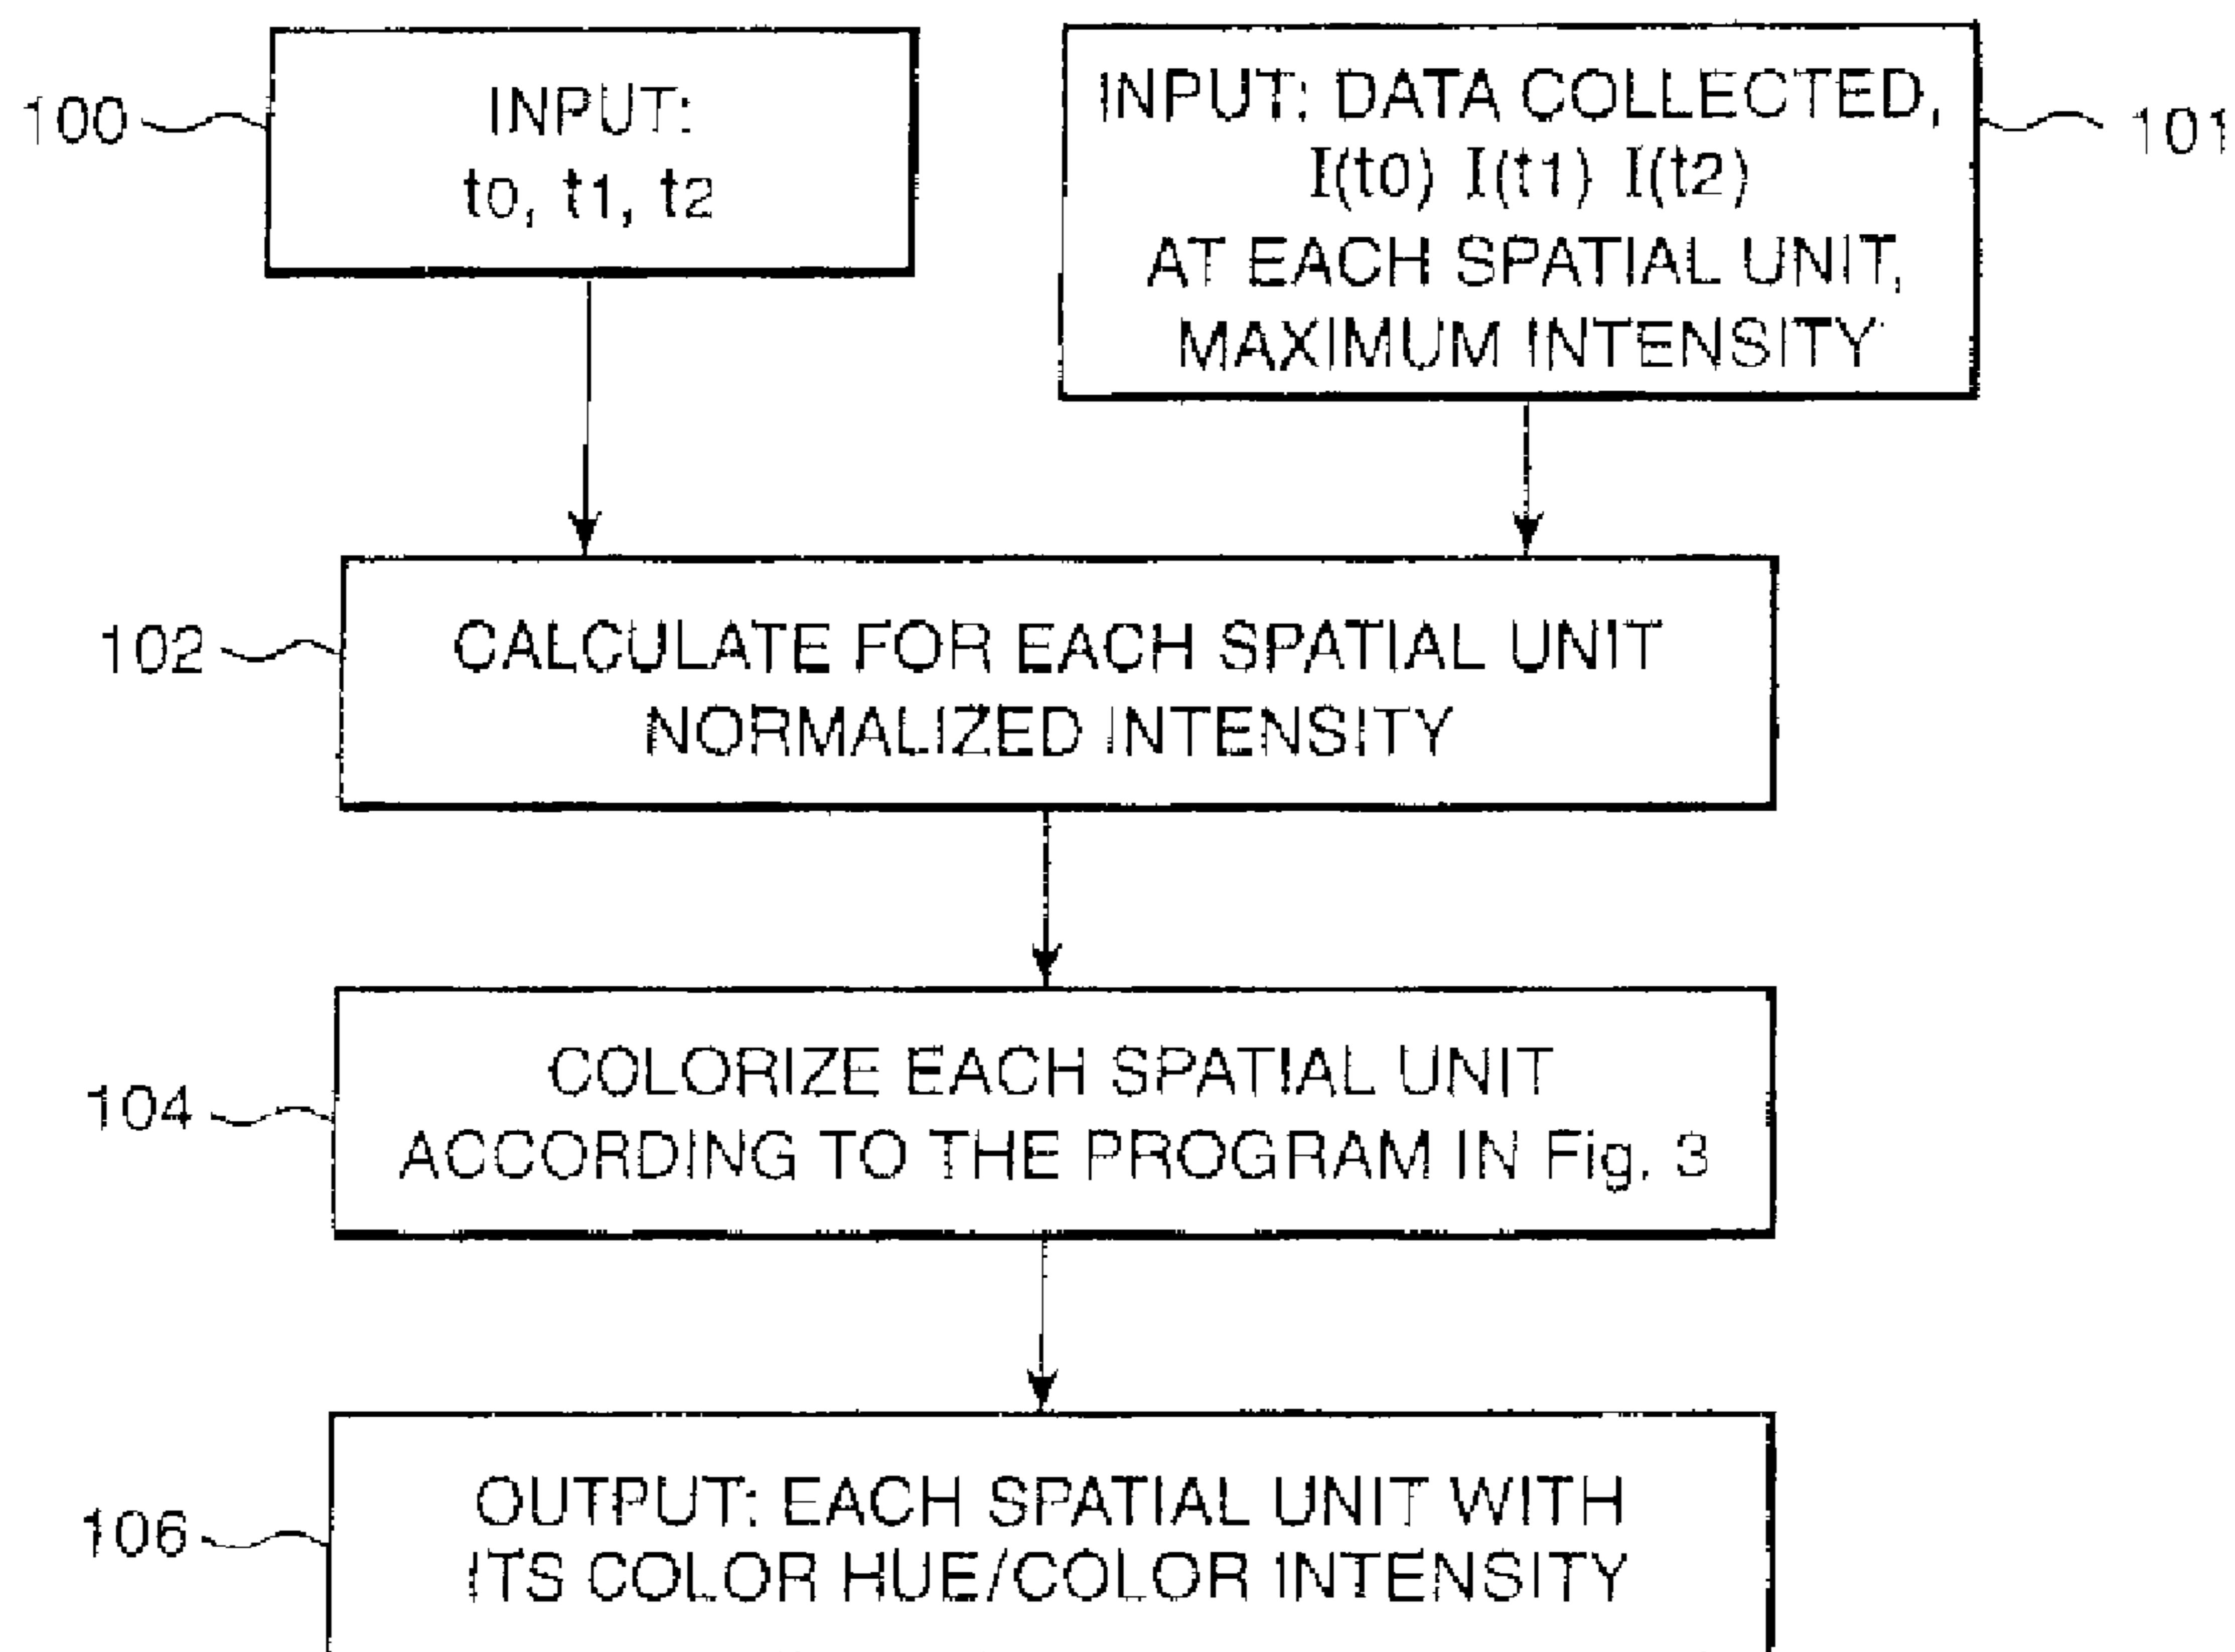 100
INPUT:
t0, t1, t2
INPUT: DATA COLLECTED,
I(t0) I(t1) I(t2)
AT EACH SPATIAL UNIT,
MAXIMUM INTENSITY
101
102
CALCULATE FOR EACH SPATIAL UNIT
NORMALIZED INTENSITY
104
COLORIZE EACH SPATIAL UNIT
ACCORDING TO THE PROGRAM IN Fig. 3
106
OUTPUT: EACH SPATIAL UNIT WITH
ITS COLOR HUE/COLOR INTENSITY